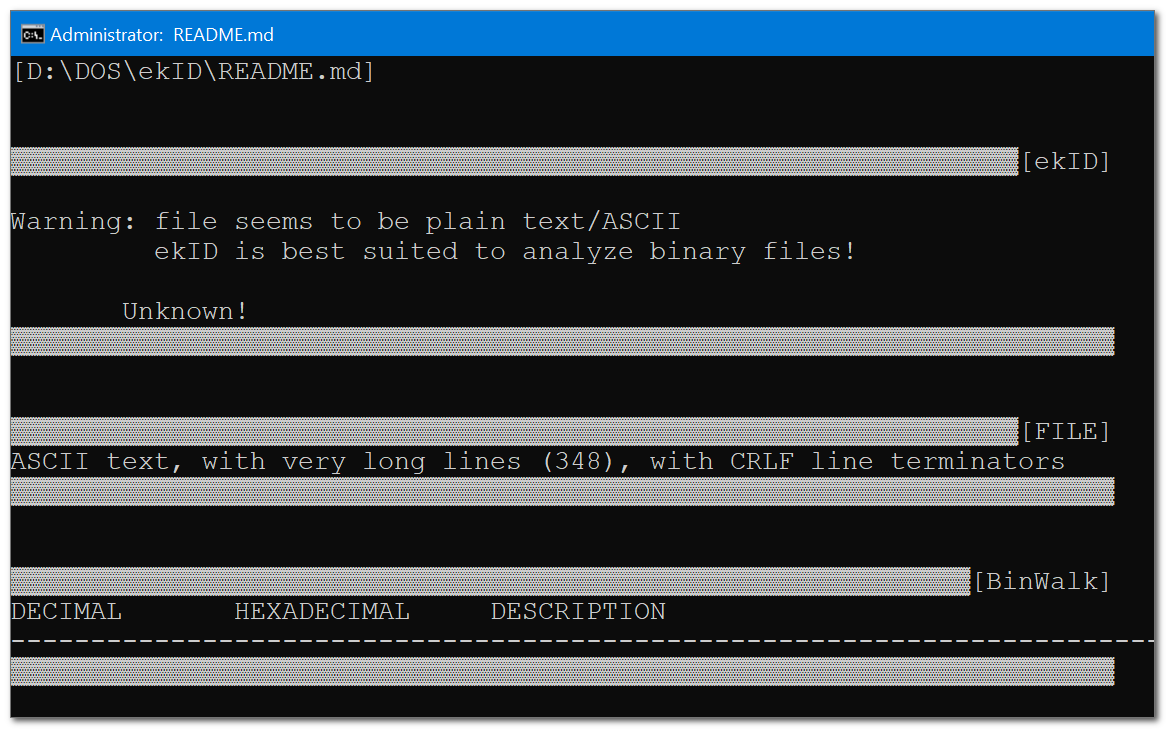 Administrator: README.md
[D:\DOS\ekID\README.md]
[ekID]
Warning: file seems to be plain text/ASCII
ekID is best suited to analyze binary files!
Unknown!
[FILE]
ASCII text, with very long lines (348), with CRLF line terminators
[BinWalk]
DECIMAL HEXADECIMAL DESCRIPTION
--------------------------------------------------------------------------------